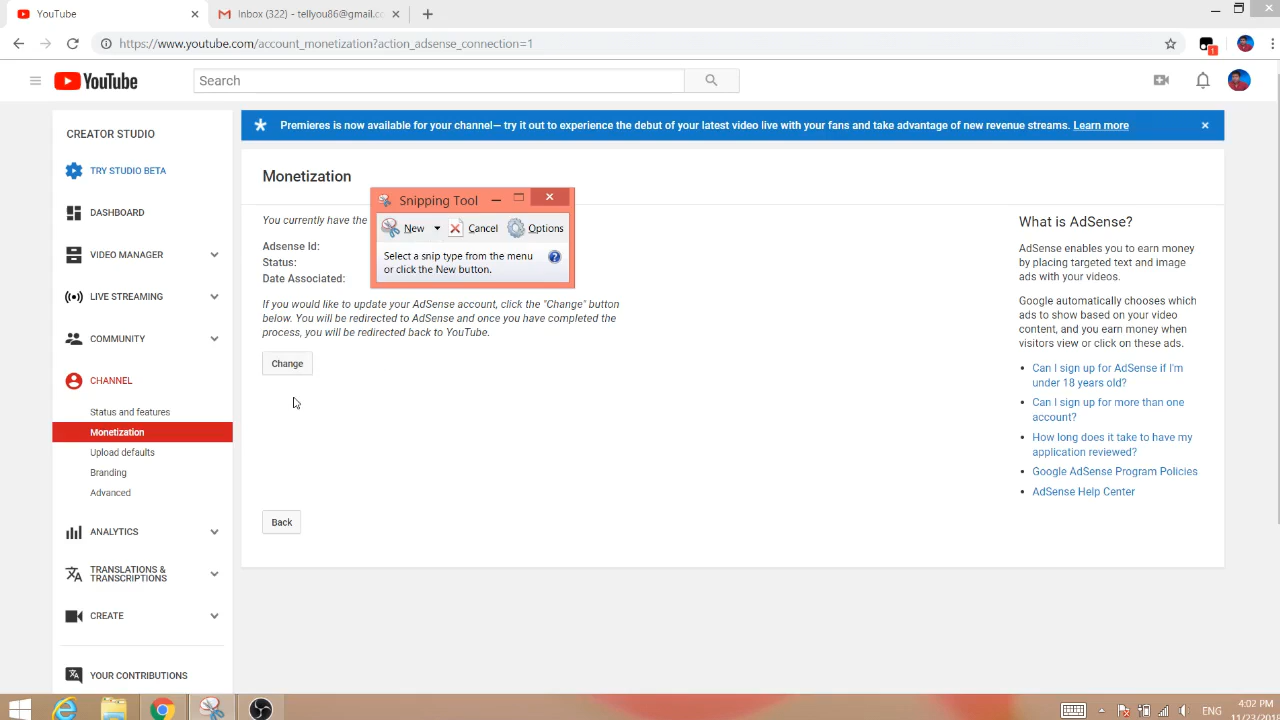 YouTube
Inbox (322) - tellyou86@gmail.c
https://www.youtube.com/account_monetization?action_adsense_connection=1
1
YouTube
Search
CREATOR STUDIO
TRY STUDIO BETA
DASHBOARD
VIDEO MANAGER
LIVE STREAMING
COMMUNITY
CHANNEL
Status and features
Monetization
Upload defaults
Branding
Advanced
ANALYTICS
TRANSLATIONS &
TRANSCRIPTIONS
CREATE
YOUR CONTRIBUTIONS
Premieres is now available for your channel— try it out to experience the debut of your latest video live with your fans and take advantage of new revenue streams. Learn more
Monetization
You currently have the
Adsense Id:
Status:
Date Associated:
If you would like to update your AdSense account, click the "Change" button
below. You will be redirected to AdSense and once you have completed the
process, you will be redirected back to YouTube.
Change
Back
Snipping Tool
New
Cancel
Options
Select a snip type from the menu
or click the New button.
What is AdSense?
AdSense enables you to earn money
by placing targeted text and image
ads with your videos.
Google automatically chooses which
ads to show based on your video
content, and you earn money when
visitors view or click on these ads.
Can I sign up for AdSense if I'm
under 18 years old?
Can I sign up for more than one
account?
How long does it take to have my
application reviewed?
Google AdSense Program Policies
AdSense Help Center
ENG
4:02 PM